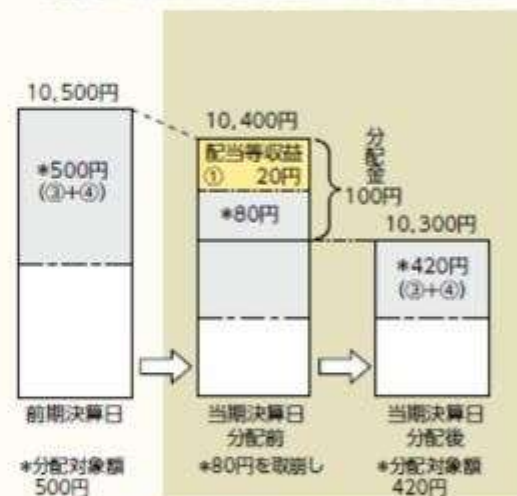 10,500円
*500円
(③+④)
前期決算日
*分配対象額
500円
10,400円
配当等収益
① 20円
*80円
分配金
100円
当期決算日
分配前
*80円を取崩し
10,300円
*420円
(③+④)
当期決算日
分配後
*分配対象額
420円